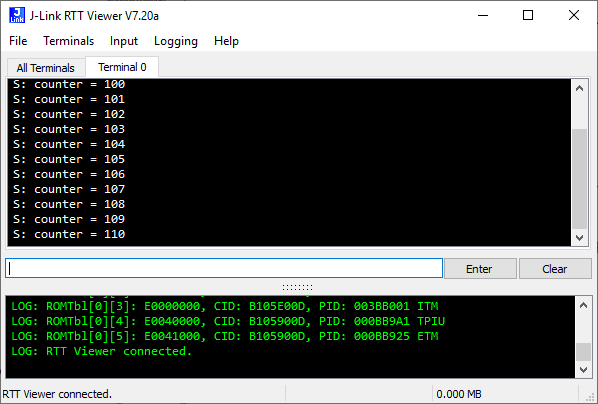 J-Link RTT Viewer V7.20a
File Terminals Input Logging Help
All Terminals Terminal 0
S: counter = 100
S: counter = 101
S: counter = 102
S: counter = 103
S: counter = 104
S: counter = 105
S: counter = 106
S: counter = 107
S: counter = 108
S: counter = 109
S: counter = 110
Enter Clear
LOG: ROMTbl[0][3]: E0000000, CID: B105E00D, PID: 003BB001 ITM
LOG: ROMTbl[0][4]: E0040000, CID: B105900D, PID: 000BB9A1 TPIU
LOG: ROMTbl[0][5]: E0041000, CID: B105900D, PID: 000BB925 ETM
LOG: RTT Viewer connected.
RTT Viewer connected. 0.000 MB